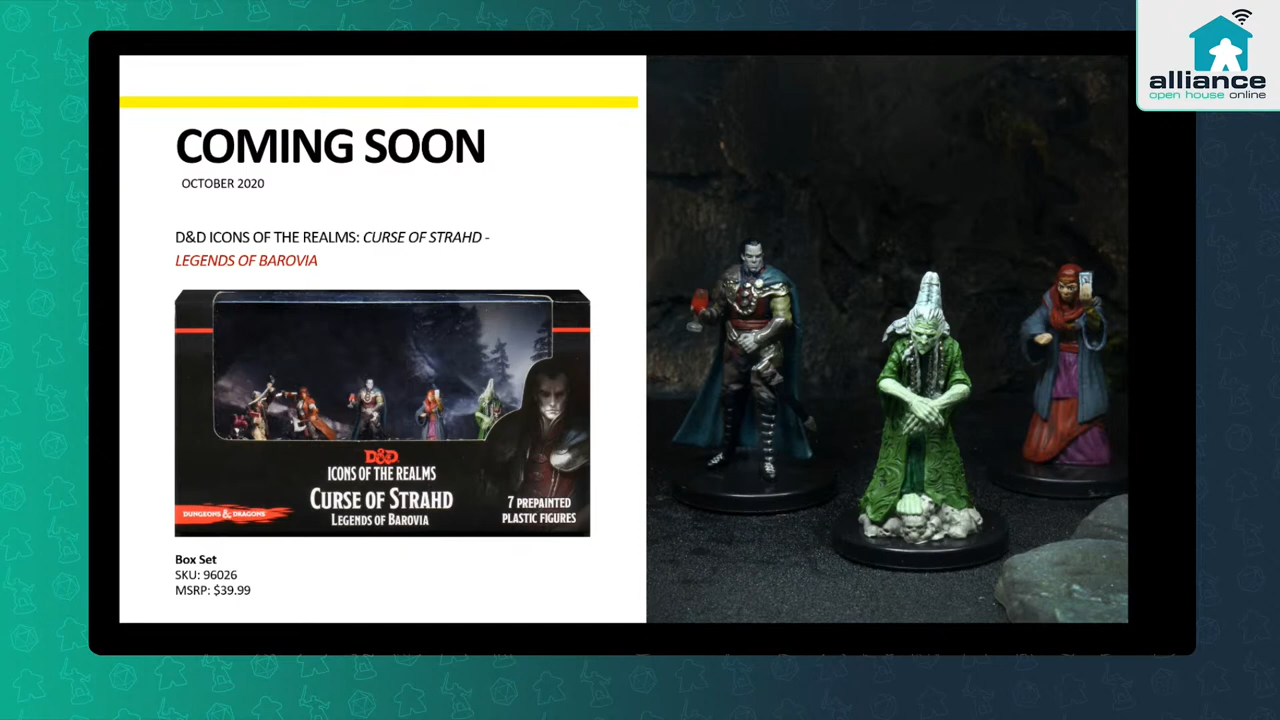 alliance
open house online
COMING SOON
OCTOBER 2020
D&D ICONS OF THE REALMS: CURSE OF STRAHD -
LEGENDS OF BAROVIA
D&D
ICONS OF THE REALMS
CURSE OF STRAHD
LEGENDS OF BAROVIA
DUNGEONS & DRAGONS
7 PREPAINTED
PLASTIC FIGURES
Box Set
SKU: 96026
MSRP: $39.99